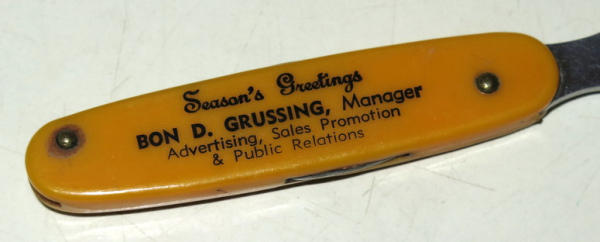 Season's Greetings
BON D. GRUSSING, Manager
Advertising, Sales Promotion
& Public Relations